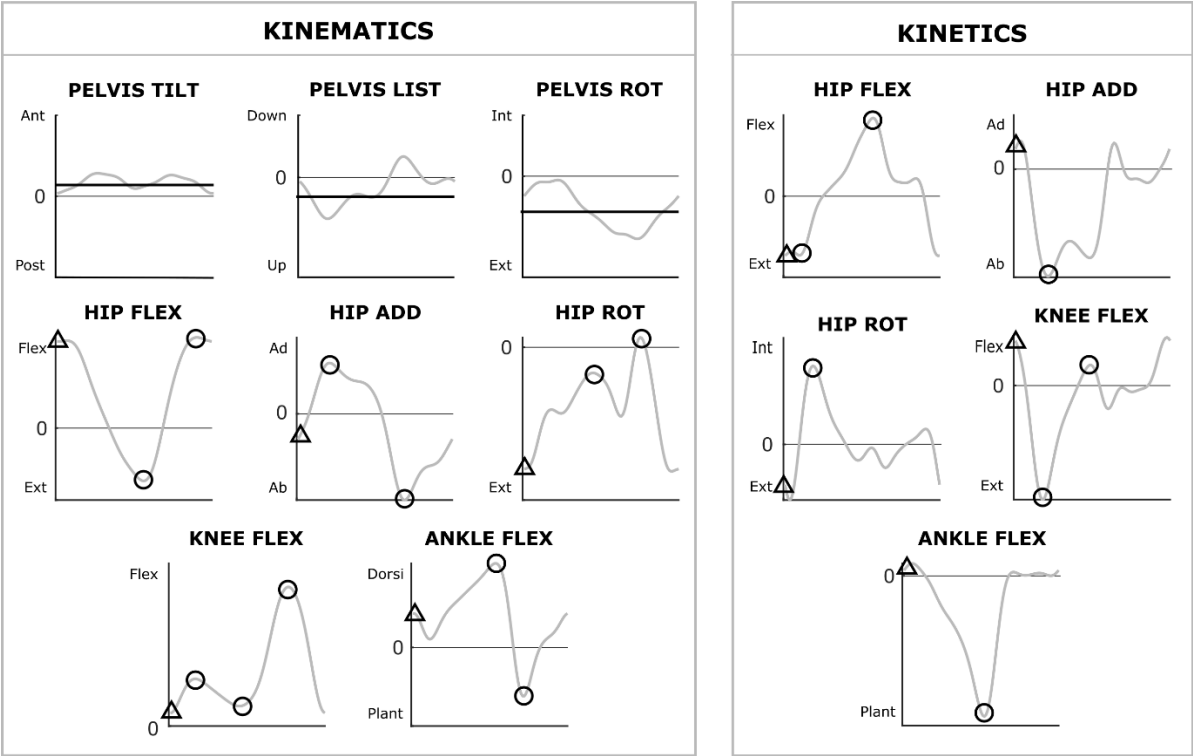 KINEMATICS
PELVIS TILT
Ant
0
Post
PELVIS LIST
Down
0
Up
PELVIS ROT
Int
0
Ext
HIP FLEX
Flex
0
Ext
HIP ADD
Ad
0
Ab
HIP ROT
0
Ext
KNEE FLEX
Flex
0
ANKLE FLEX
Dorsi
0
Plant
KINETICS
HIP FLEX
Flex
0
Ext
HIP ADD
Ad
0
Ab
HIP ROT
Int
0
Ext
KNEE FLEX
Flex
0
Ext
ANKLE FLEX
0
Plant